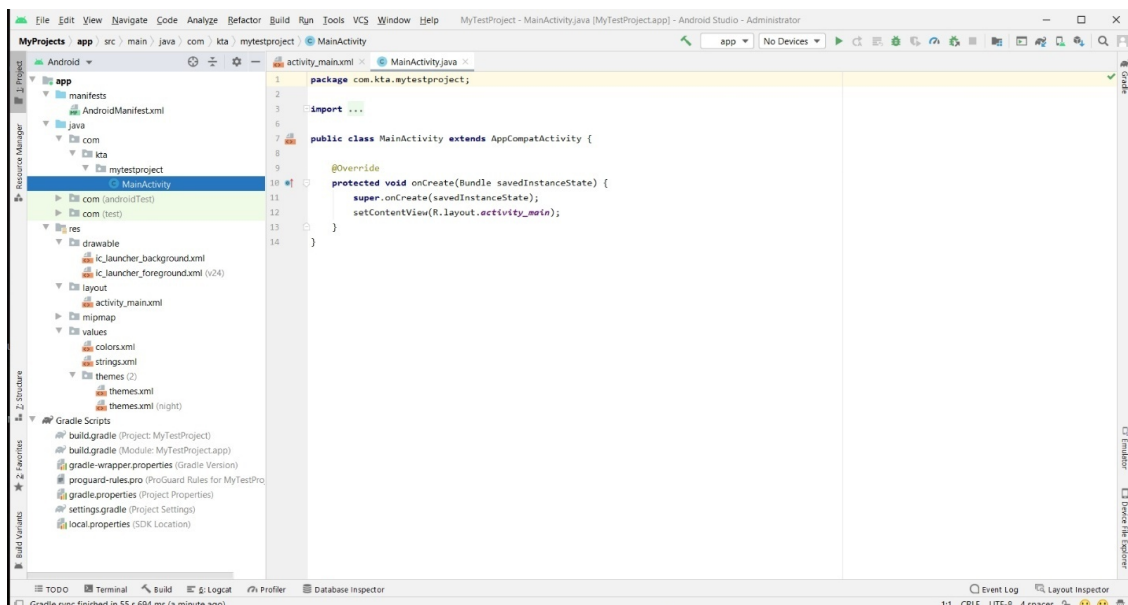 File Edit View Navigate Code Analyze Refactor Build Run Tools VCS Window Help MyTestProject - MainActivity.java [MyTestProject.app] - Android Studio - Administrator
MyProjects app src main java com kta mytestproject MainActivity
app No Devices
Android
activity_main.xml
MainActivity.java
1: Project
Resource Manager
Z: Structure
2: Favorites
Build Variants
app
manifests
AndroidManifest.xml
java
com
kta
mytestproject
MainActivity
com (androidTest)
com (test)
res
drawable
ic_launcher_background.xml
ic_launcher_foreground.xml (v24)
layout
activity_main.xml
mipmap
values
colors.xml
strings.xml
themes (2)
themes.xml
themes.xml (night)
Gradle Scripts
build.gradle (Project: MyTestProject)
build.gradle (Module: MyTestProject.app)
gradle-wrapper.properties (Gradle Version)
proguard-rules.pro (ProGuard Rules for MyTestPro
gradle.properties (Project Properties)
settings.gradle (Project Settings)
local.properties (SDK Location)
1 package com.kta.mytestproject;
2
3 import ...
6
7 public class MainActivity extends AppCompatActivity {
8
9 @Override
10 protected void onCreate(Bundle savedInstanceState) {
11 super.onCreate(savedInstanceState);
12 setContentView(R.layout.activity_main);
13 }
14 }
Gradle
Emulator
Device File Explorer
TODO Terminal Build 6: Logcat Profiler Database Inspector Event Log Layout Inspector
Gradle sync finished in 55 s 694 ms (a minute ago) 1:1 CRLF UTF-8 4 spaces